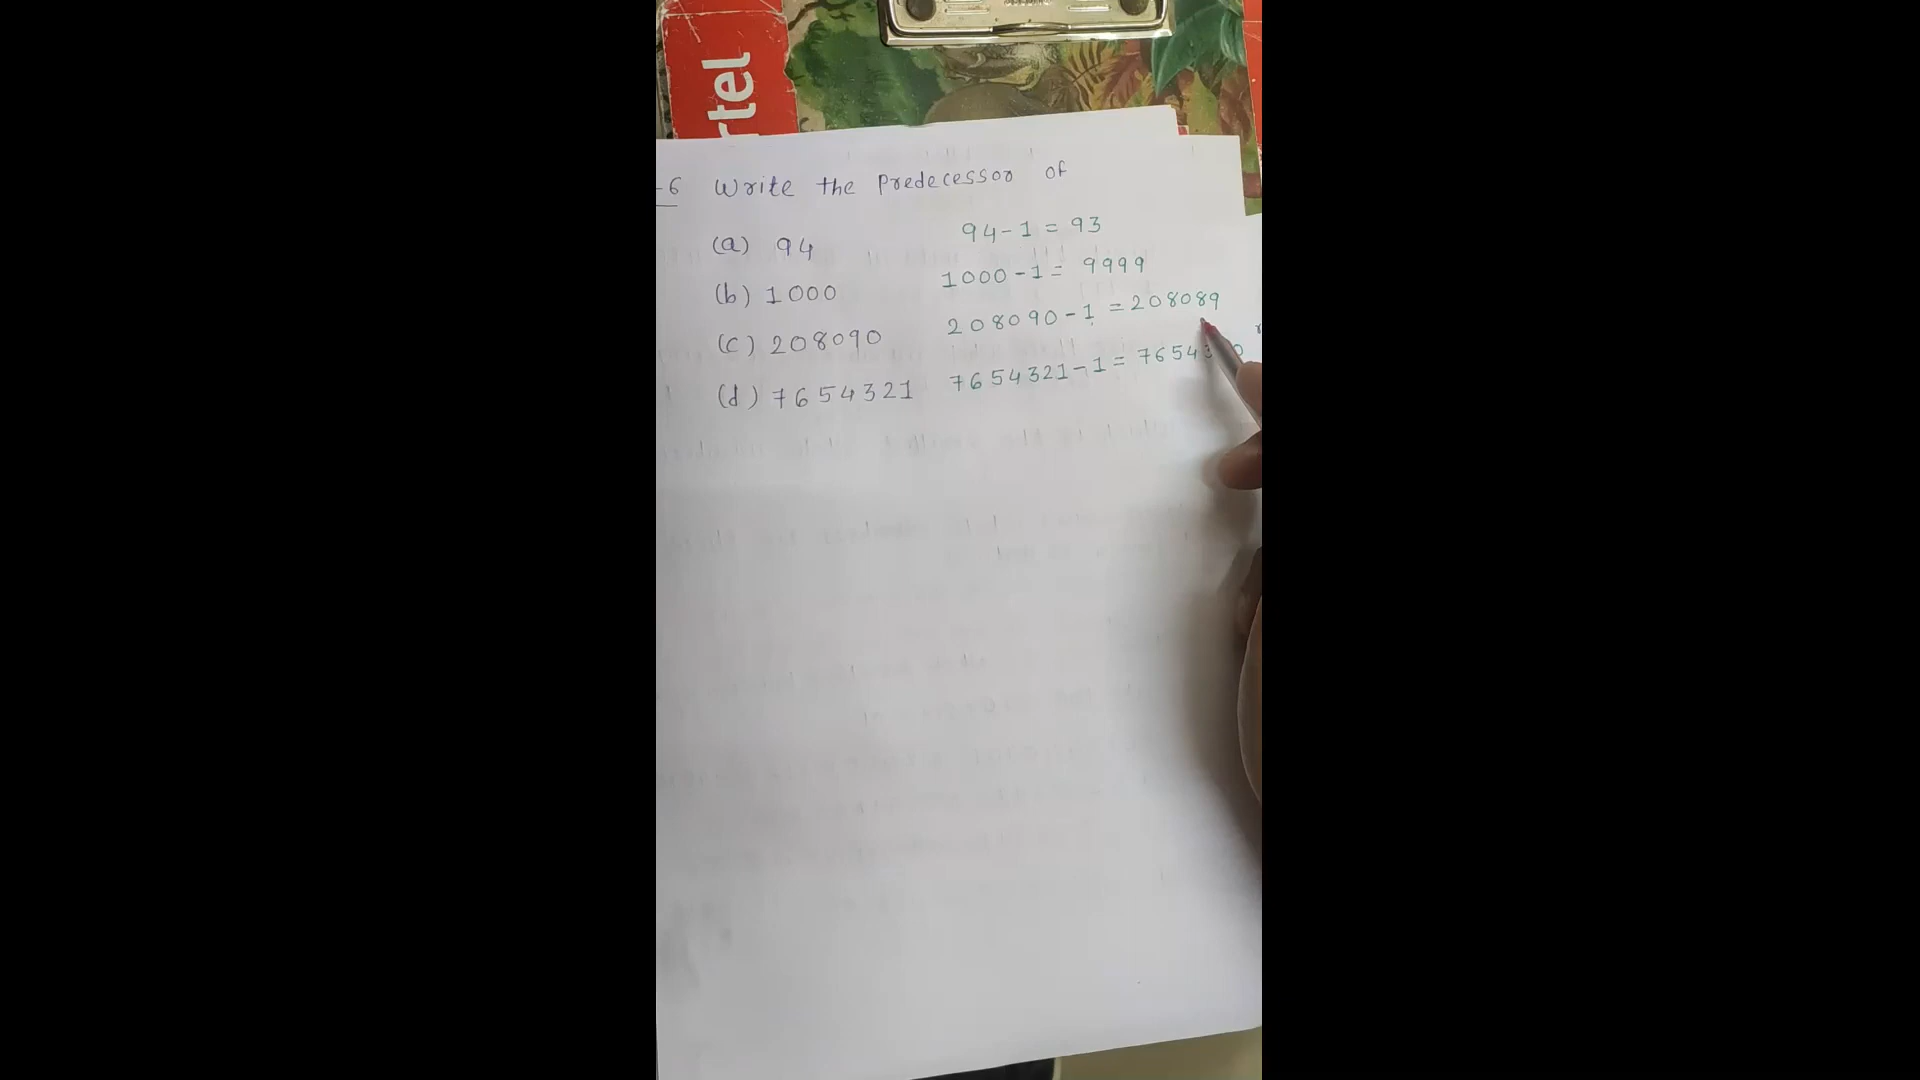 rtel
-6 Write the Predecessor of
(a) 94 94-1 = 93
(b) 1000 1000-1= 9999
(c) 208090 208090-1 =208089
(d) 7654321 7654321-1=